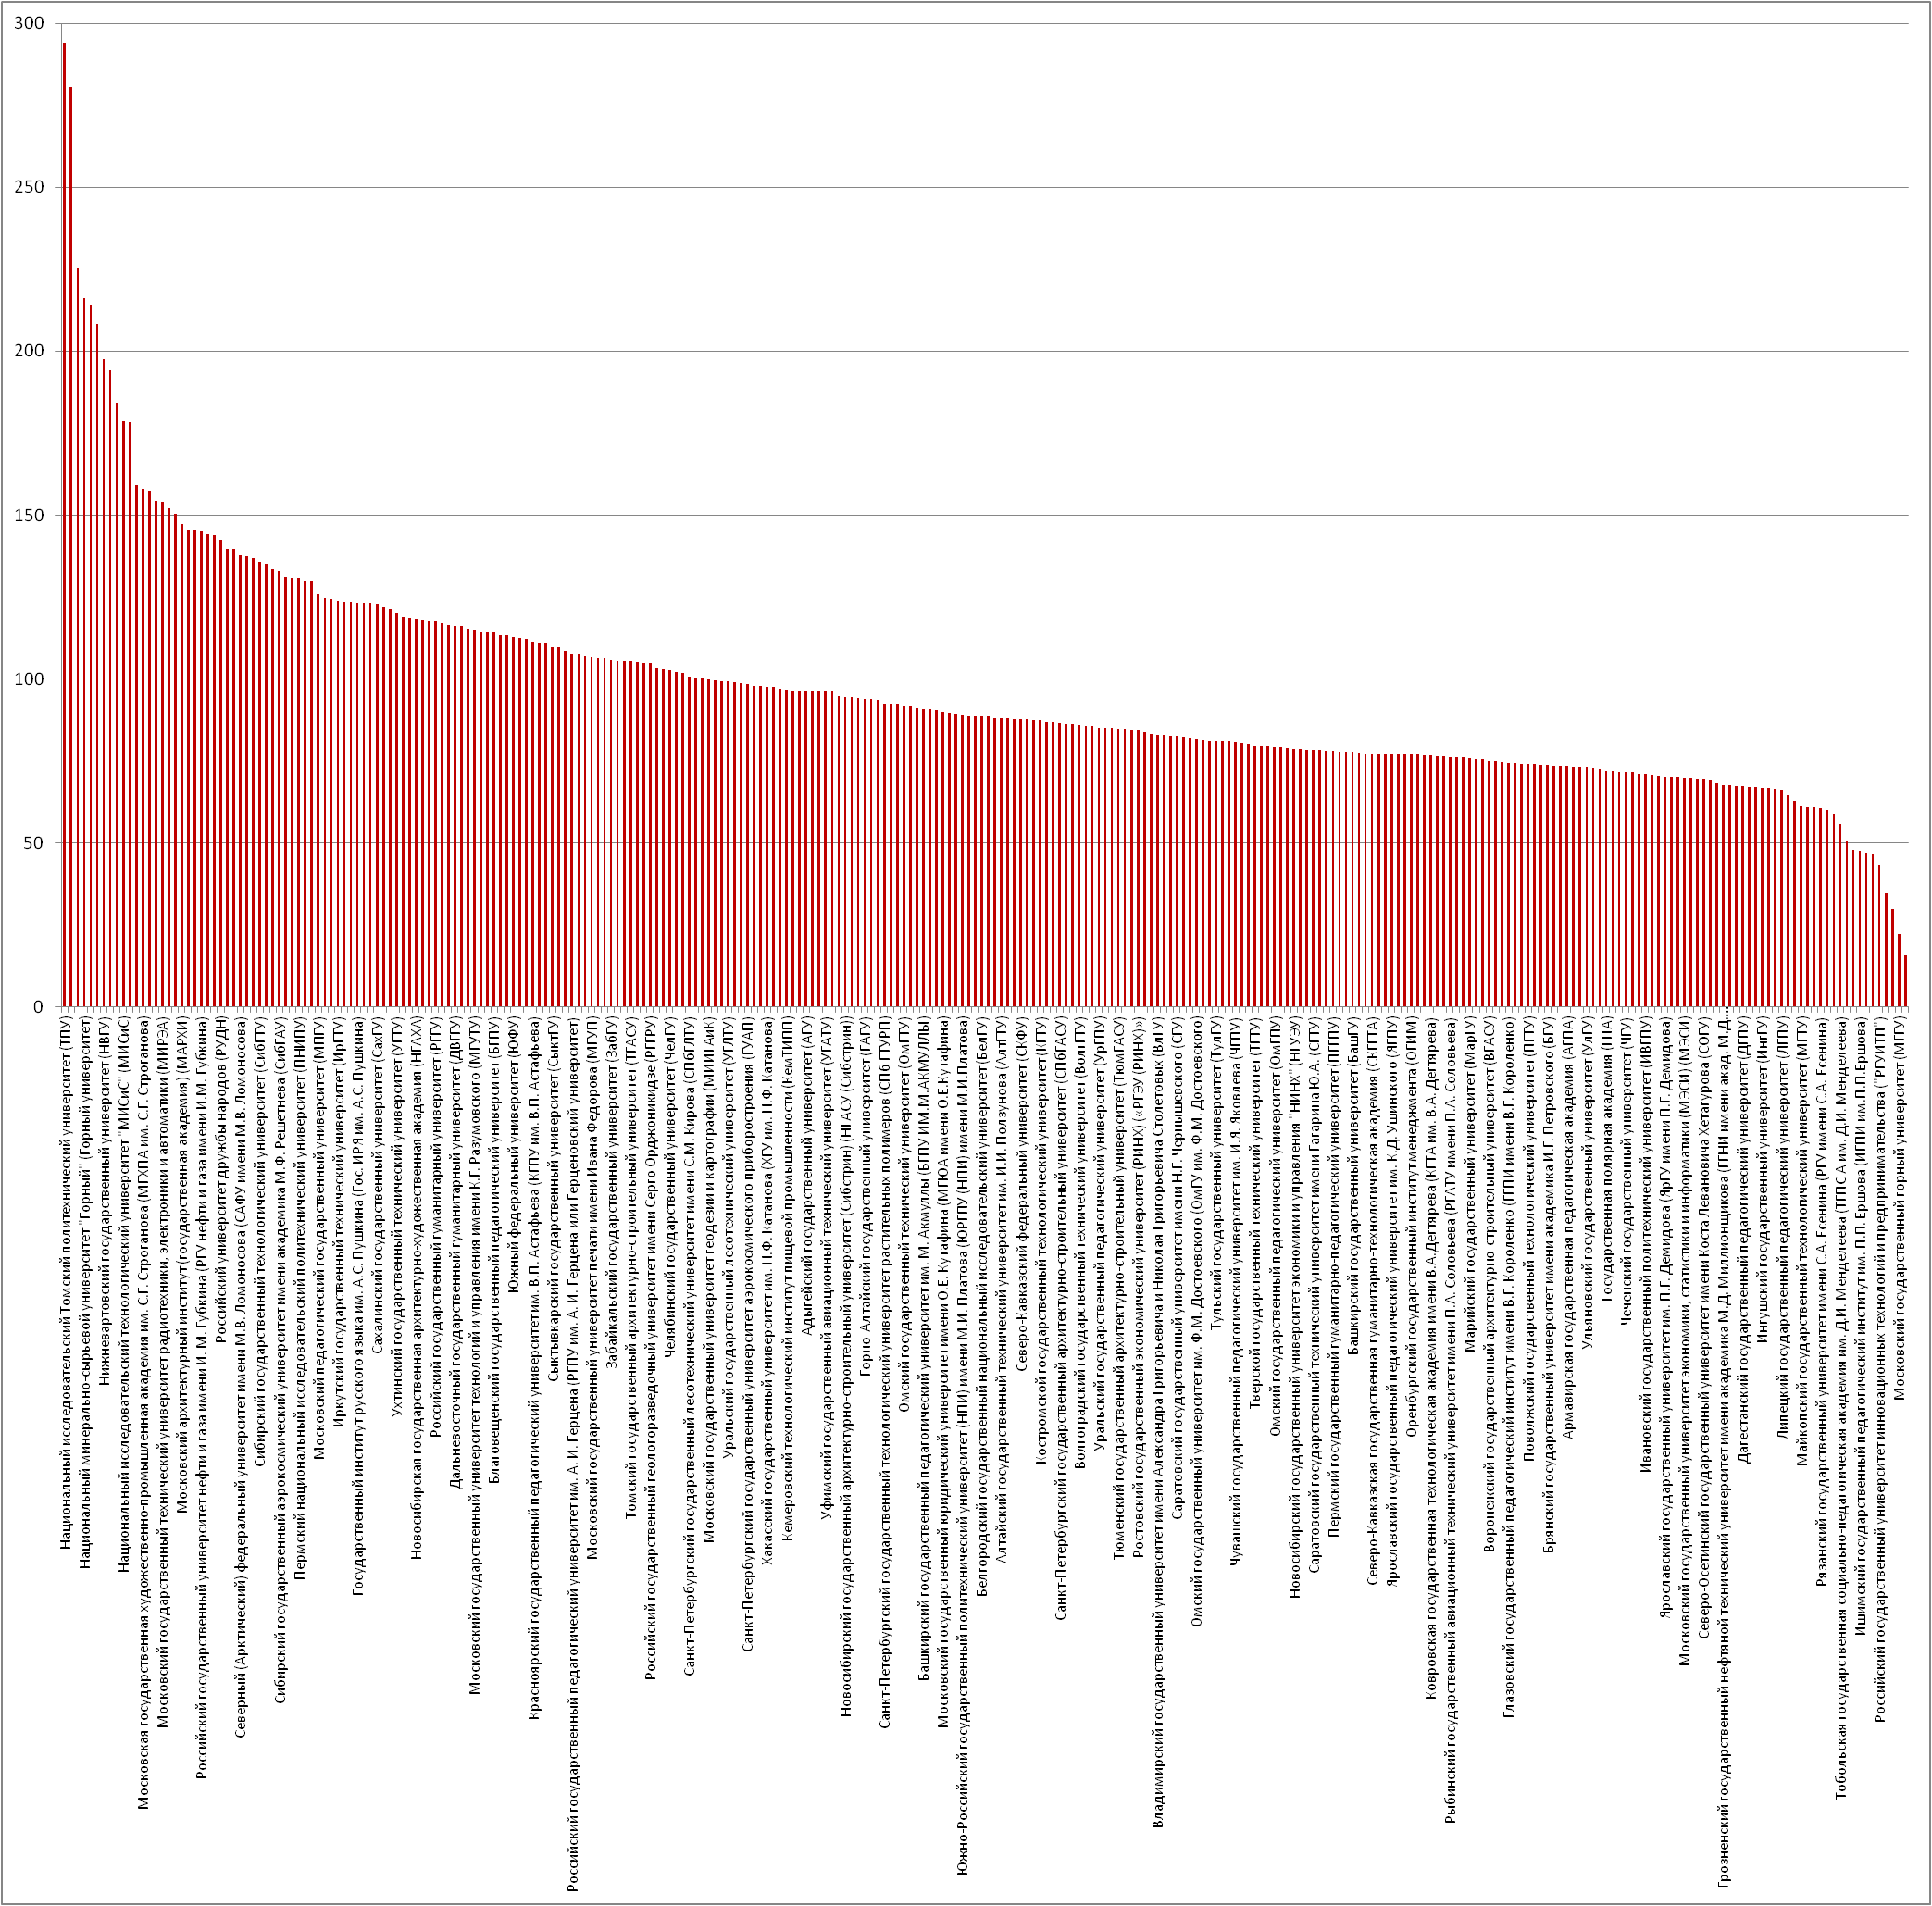 300
250
200
150
100
50
0
Национальный исследовательский Томский политехнический университет (ТПУ)
Национальный минерально-сырьевой университет "Горный" (Горный университет)
Нижневартовский государственный университет (НВГУ)
Национальный исследовательский технологический университет "МИСиС" (МИСиС)
Московская государственная художественно-промышленная академия им. С.Г. Строганова (МГХПА им. С.Г. Строганова)
Московский государственный технический университет радиотехники, электроники и автоматики (МИРЭА)
Московский архитектурный институт (государственная академия) (МАРХИ)
Российский государственный университет нефти и газа имени И. М. Губкина (РГУ нефти и газа имени И.М. Губкина)
Российский университет дружбы народов (РУДН)
Северный (Арктический) федеральный университет имени М.В. Ломоносова (САФУ имени М.В. Ломоносова)
Сибирский государственный технологический университет (СибГТУ)
Сибирский государственный аэрокосмический университет имени академика М.Ф. Решетнева (СибГАУ)
Пермский национальный исследовательский политехнический университет (ПНИПУ)
Московский педагогический государственный университет (МПГУ)
Иркутский государственный технический университет (ИрГТУ)
Государственный институт русского языка им. А.С. Пушкина (Гос. ИРЯ им. А.С. Пушкина)
Сахалинский государственный университет (СахГУ)
Ухтинский государственный технический университет (УГТУ)
Новосибирская государственная архитектурно-художественная академия (НГАХА)
Российский государственный гуманитарный университет (РГГУ)
Дальневосточный государственный гуманитарный университет (ДВГГУ)
Московский государственный университет технологий и управления имени К.Г. Разумовского (МГУТУ)
Благовещенский государственный педагогический университет (БГПУ)
Южный федеральный университет (ЮФУ)
Красноярский государственный педагогический университет им. В.П. Астафьева (КГПУ им. В.П. Астафьева)
Сыктывкарский государственный университет (СыктГУ)
Российский государственный педагогический университет им. А. И. Герцена (РГПУ им. А. И. Герцена или Герценовский университет)
Московский государственный университет печати имени Ивана Федорова (МГУП)
Забайкальский государственный университет (ЗабГУ)
Томский государственный архитектурно-строительный университет (ТГАСУ)
Российский государственный геологоразведочный университет имени Серго Орджоникидзе (РГГРУ)
Челябинский государственный университет (ЧелГУ)
Санкт-Петербургский государственный лесотехнический университет имени С.М. Кирова (СПбГЛТУ)
Московский государственный университет геодезии и картографии (МИИГАиК)
Уральский государственный лесотехнический университет (УГЛТУ)
Санкт-Петербургский государственный университет аэрокосмического приборостроения (ГУАП)
Хакасский государственный университет им. Н.Ф. Катанова (ХГУ им. Н.Ф. Катанова)
Кемеровский технологический институт пищевой промышленности (КемТИПП)
Адыгейский государственный университет (АГУ)
Уфимский государственный авиационный технический университет (УГАТУ)
Новосибирский государственный архитектурно-строительный университет (Сибстрин) (НГАСУ (Сибстрин))
Горно-Алтайский государственный университет (ГАГУ)
Санкт-Петербургский государственный технологический университет растительных полимеров (СПб ГТУРП)
Омский государственный технический университет (ОмГТУ)
Башкирский государственный педагогический университет им. М. Акмуллы (БГПУ ИМ.М.АКМУЛЛЫ)
Московский государственный юридический университет имени О.Е. Кутафина (МГЮА имени О.Е.Кутафина)
Южно-Российский государственный политехнический университет (НПИ) имени М.И. Платова (ЮРГПУ (НПИ) имени М.И.Платова)
Белгородский государственный национальный исследовательский университет (БелГУ)
Алтайский государственный технический университет им. И.И. Ползунова (АлтГТУ)
Северо-Кавказский федеральный университет (СКФУ)
Костромской государственный технологический университет (КГТУ)
Санкт-Петербургский государственный архитектурно-строительный университет (СПбГАСУ)
Волгоградский государственный технический университет (ВолгГТУ)
Уральский государственный педагогический университет (УрГПУ)
Тюменский государственный архитектурно-строительный университет (ТюмГАСУ)
Ростовский государственный экономический университет (РИНХ) («РГЭУ (РИНХ)»)
Владимирский государственный университет имени Александра Григорьевича и Николая Григорьевича Столетовых (ВлГУ)
Саратовский государственный университет имени Н.Г. Чернышевского (СГУ)
Омский государственный университет им. Ф.М. Достоевского (ОмГУ им. Ф.М. Достоевского)
Тульский государственный университет (ТулГУ)
Чувашский государственный педагогический университет им. И.Я. Яковлева (ЧГПУ)
Тверской государственный технический университет (ТГТУ)
Омский государственный педагогический университет (ОмГПУ)
Новосибирский государственный университет экономики и управления "НИНХ" (НГУЭУ)
Саратовский государственный технический университет имени Гагарина Ю.А. (СГТУ)
Пермский государственный гуманитарно-педагогический университет (ПГГПУ)
Башкирский государственный университет (БашГУ)
Северо-Кавказская государственная гуманитарно-технологическая академия (СКГГТА)
Ярославский государственный педагогический университет им. К.Д. Ушинского (ЯГПУ)
Оренбургский государственный институт менеджмента (ОГИМ)
Ковровская государственная технологическая академия имени В.А.Дегтярева (КГТА им. В.А. Дегтярева)
Рыбинский государственный авиационный технический университет имени П.А. Соловьева (РГАТУ имени П.А. Соловьева)
Марийский государственный университет (МарГУ)
Воронежский государственный архитектурно-строительный университет (ВГАСУ)
Глазовский государственный педагогический институт имени В.Г. Короленко (ГГПИ имени В.Г. Короленко)
Поволжский государственный технологический университет (ПГТУ)
Брянский государственный университет имени академика И.Г. Петровского (БГУ)
Армавирская государственная педагогическая академия (АГПА)
Ульяновский государственный университет (УлГУ)
Государственная полярная академия (ГПА)
Чеченский государственный университет (ЧГУ)
Ивановский государственный политехнический университет (ИВГПУ)
Ярославский государственный университет им. П.Г. Демидова (ЯрГУ имени П.Г. Демидова)
Московский государственный университет экономики, статистики и информатики (МЭСИ) (МЭСИ)
Северо-Осетинский государственный университет имени Коста Левановича Хетагурова (СОГУ)
Грозненский государственный нефтяной технический университет имени академика М.Д. Миллионщикова (ГГНИ имени акад. М.Д....
Дагестанский государственный педагогический университет (ДГПУ)
Ингушский государственный университет (ИнгГУ)
Липецкий государственный педагогический университет (ЛГПУ)
Майкопский государственный технологический университет (МГТУ)
Рязанский государственный университет имени С.А. Есенина (РГУ имени С.А. Есенина)
Тобольская государственная социально-педагогическая академия им. Д.И. Менделеева (ТГПС А им. Д.И. Менделеева)
Ишимский государственный педагогический институт им. П.П. Ершова (ИГПИ им.П.П.Ершова)
Российский государственный университет инновационных технологий и предпринимательства ("РГУИТП")
Московский государственный горный университет (МГГУ)